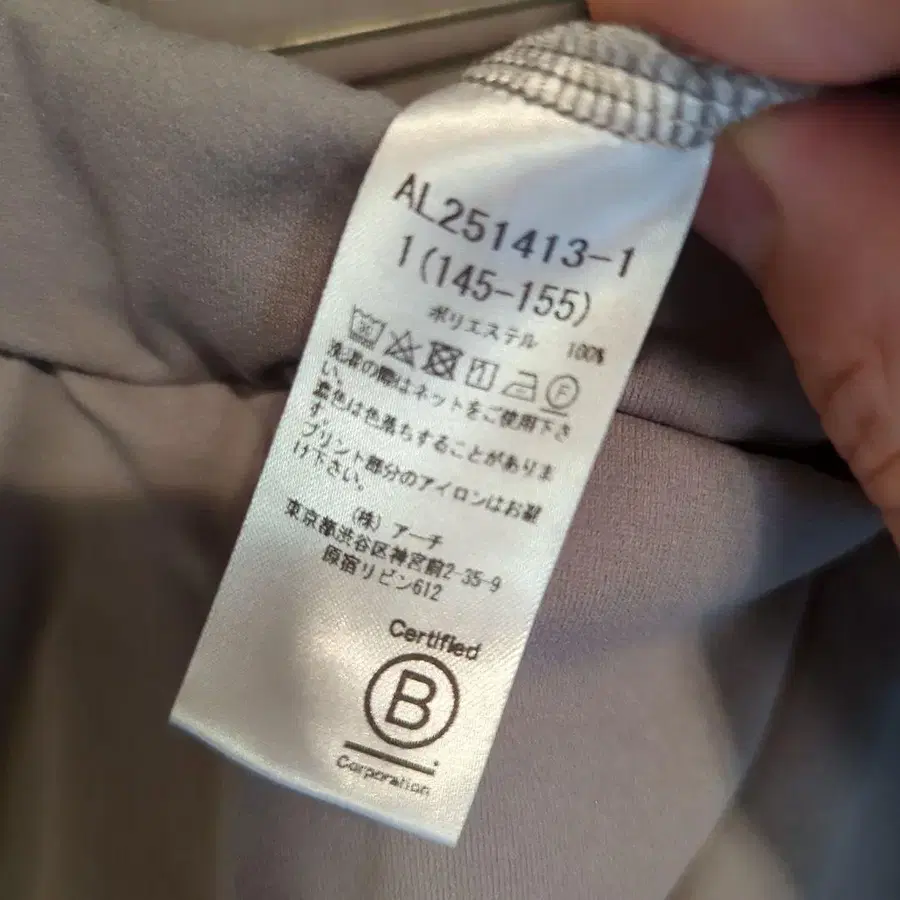 AL251413-1
1(145-155)
ポリエステル 100%
洗濯の際はネットをご使用下さ
い。
濃色は色落ちすることがありま
す。
プリント部分のアイロンはお避
け下さい。
(株) アーチ
東京都渋谷区神宮前2-35-9
原宿リビン612
Certified
B
Corporation